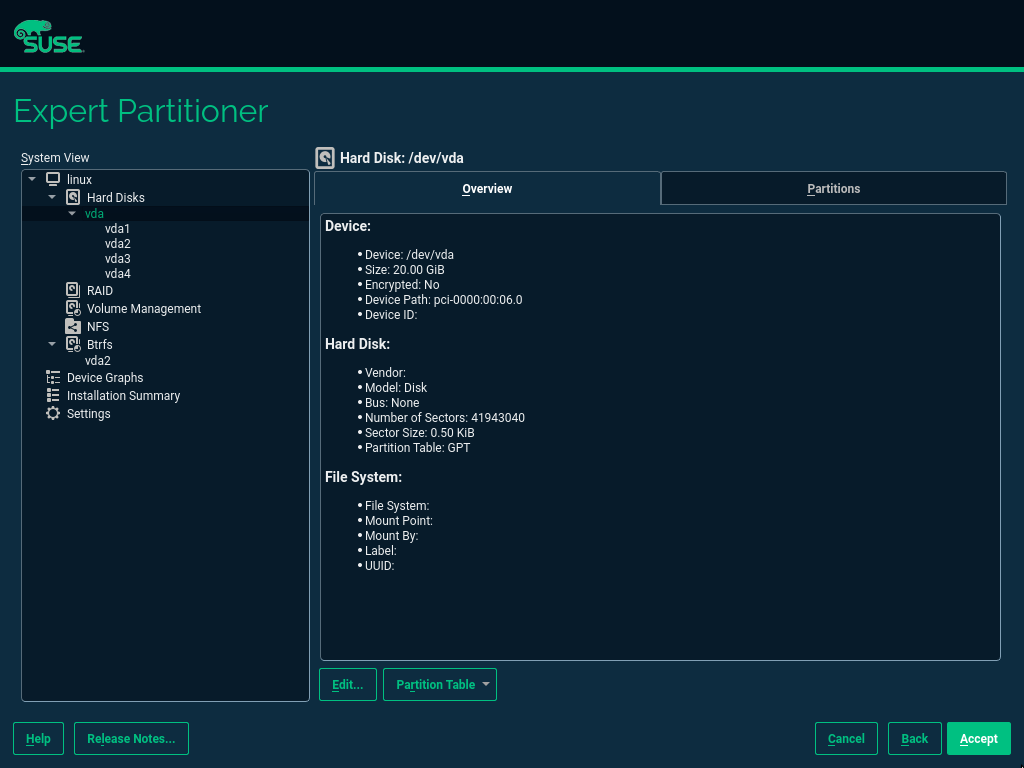 SUSE
Expert Partitioner
System View
linux
Hard Disks
vda
vda1
vda2
vda3
vda4
RAID
Volume Management
NFS
Btrfs
vda2
Device Graphs
Installation Summary
Settings
Hard Disk: /dev/vda
Overview
Partitions
Device:
• Device: /dev/vda
• Size: 20.00 GiB
• Encrypted: No
• Device Path: pci-0000:00:06.0
• Device ID:
Hard Disk:
• Vendor:
• Model: Disk
• Bus: None
• Number of Sectors: 41943040
• Sector Size: 0.50 KiB
• Partition Table: GPT
File System:
• File System:
• Mount Point:
• Mount By:
• Label:
• UUID:
Edit...
Partition Table
Help
Release Notes...
Cancel
Back
Accept